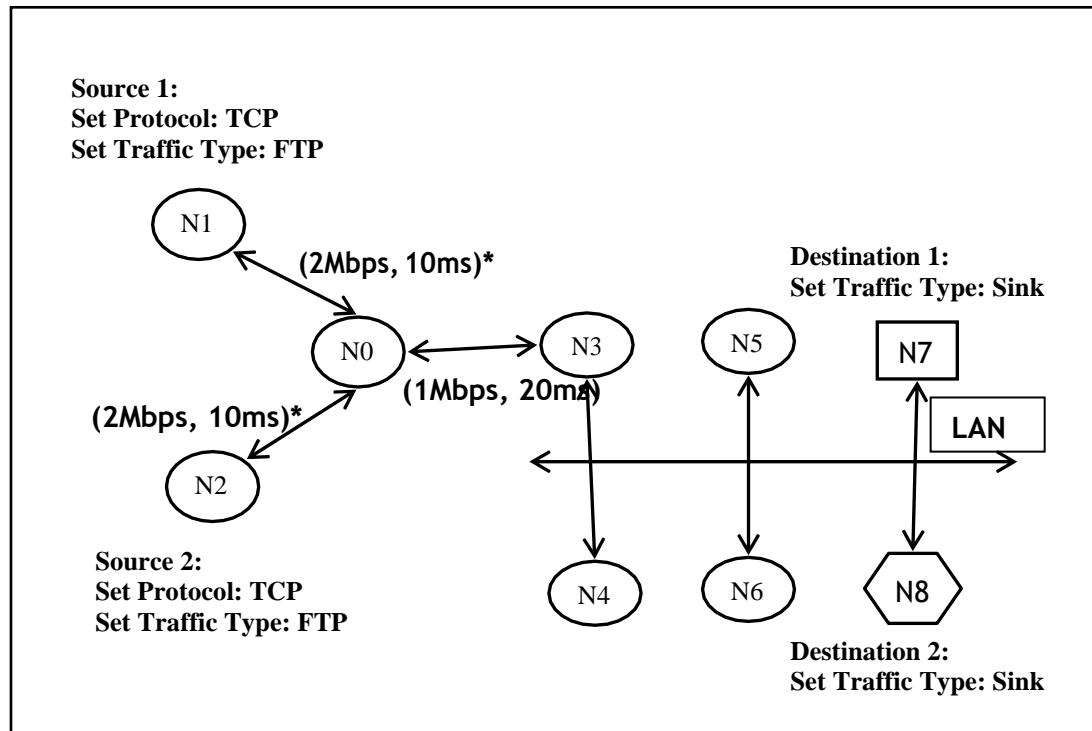 Source 1:
Set Protocol: TCP
Set Traffic Type: FTP
N1
(2Mbps, 10ms)*
Destination 1:
Set Traffic Type: Sink
N0
N3
N5
N7
(1Mbps, 20ms)
(2Mbps, 10ms)*
LAN
N2
Source 2:
Set Protocol: TCP
Set Traffic Type: FTP
N4
N6
N8
Destination 2:
Set Traffic Type: Sink